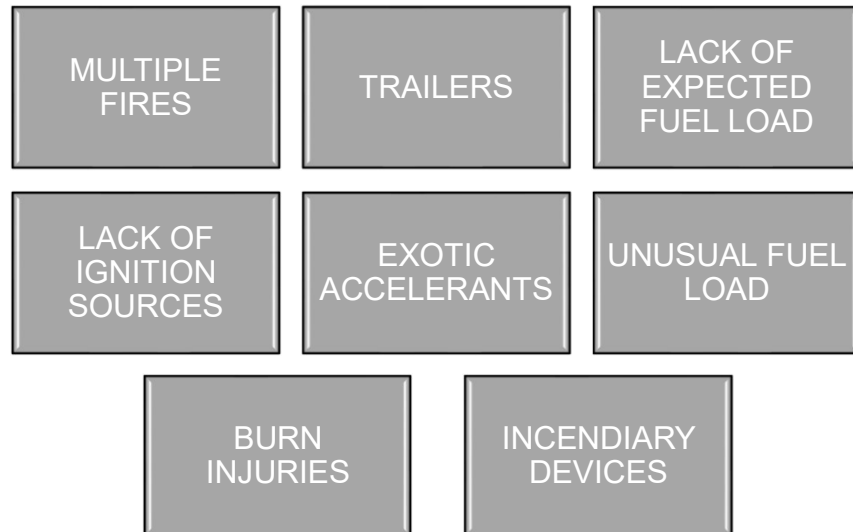 MULTIPLE
FIRES
TRAILERS
LACK OF
EXPECTED
FUEL LOAD
LACK OF
IGNITION
SOURCES
EXOTIC
ACCELERANTS
UNUSUAL FUEL
LOAD
BURN
INJURIES
INCENDIARY
DEVICES